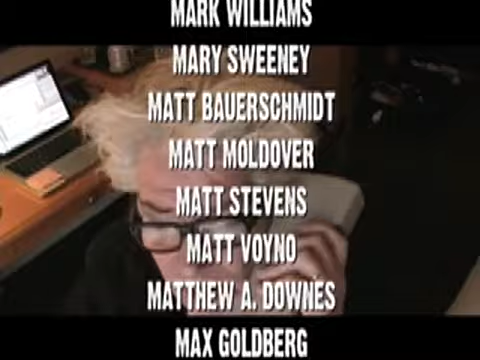 MARK WILLIAMS
MARY SWEENEY
MATT BAUERSCHMIDT
MATT MOLDOVER
MATT STEVENS
MATT VOYNO
MATTHEW A. DOWNES
MAX GOLDBERG